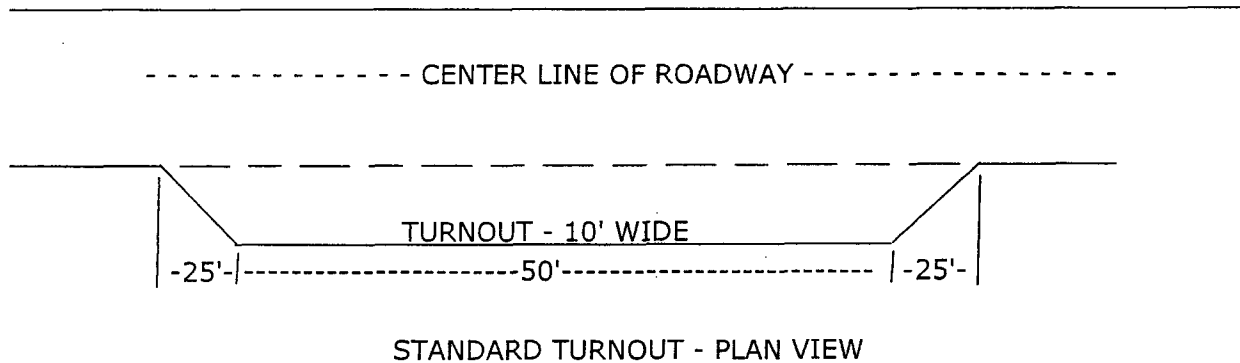 - - - - - - - - - - - - - CENTER LINE OF ROADWAY - - - - - - - - - - - - - - -
TURNOUT - 10' WIDE
-25'-|----------------------50'-------------------------- | -25'-|
STANDARD TURNOUT - PLAN VIEW